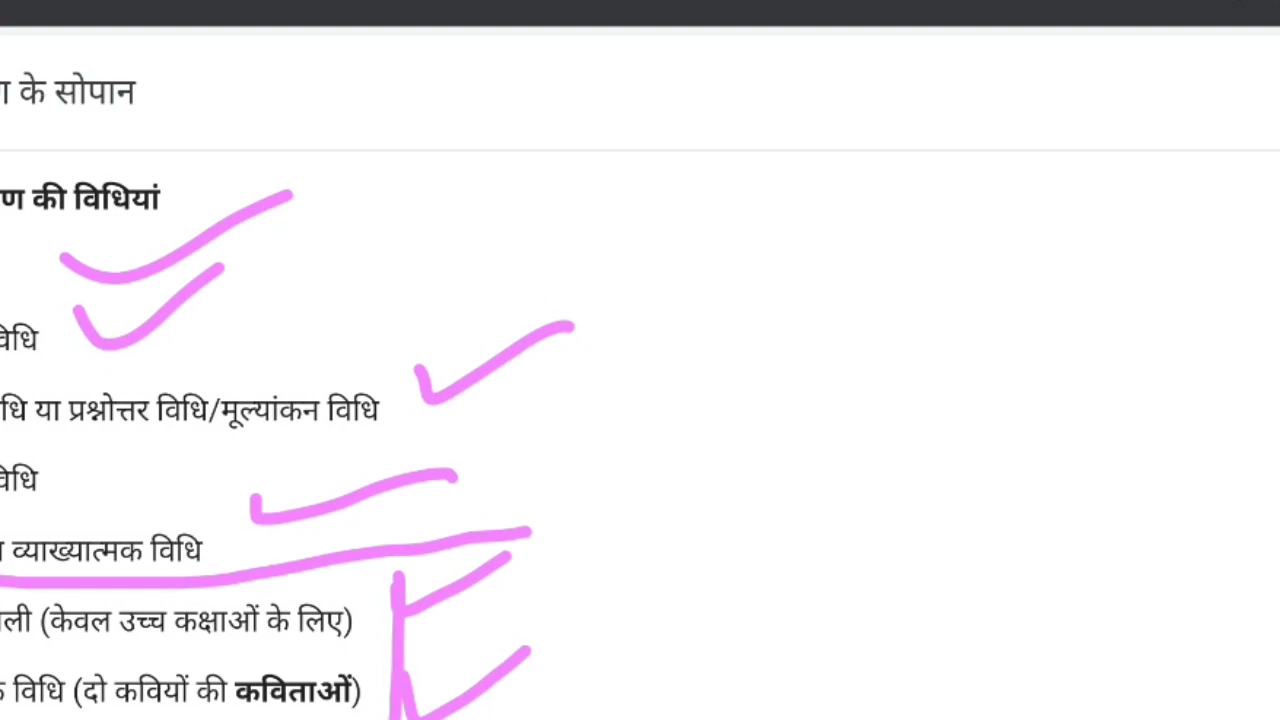 के सोपान
की विधियां
विधि
या प्रश्नोत्तर विधि/मूल्यांकन विधि
विधि
व्याख्यात्मक विधि
(केवल उच्च कक्षाओं के लिए)
विधि (दो कवियों की कविताओं)